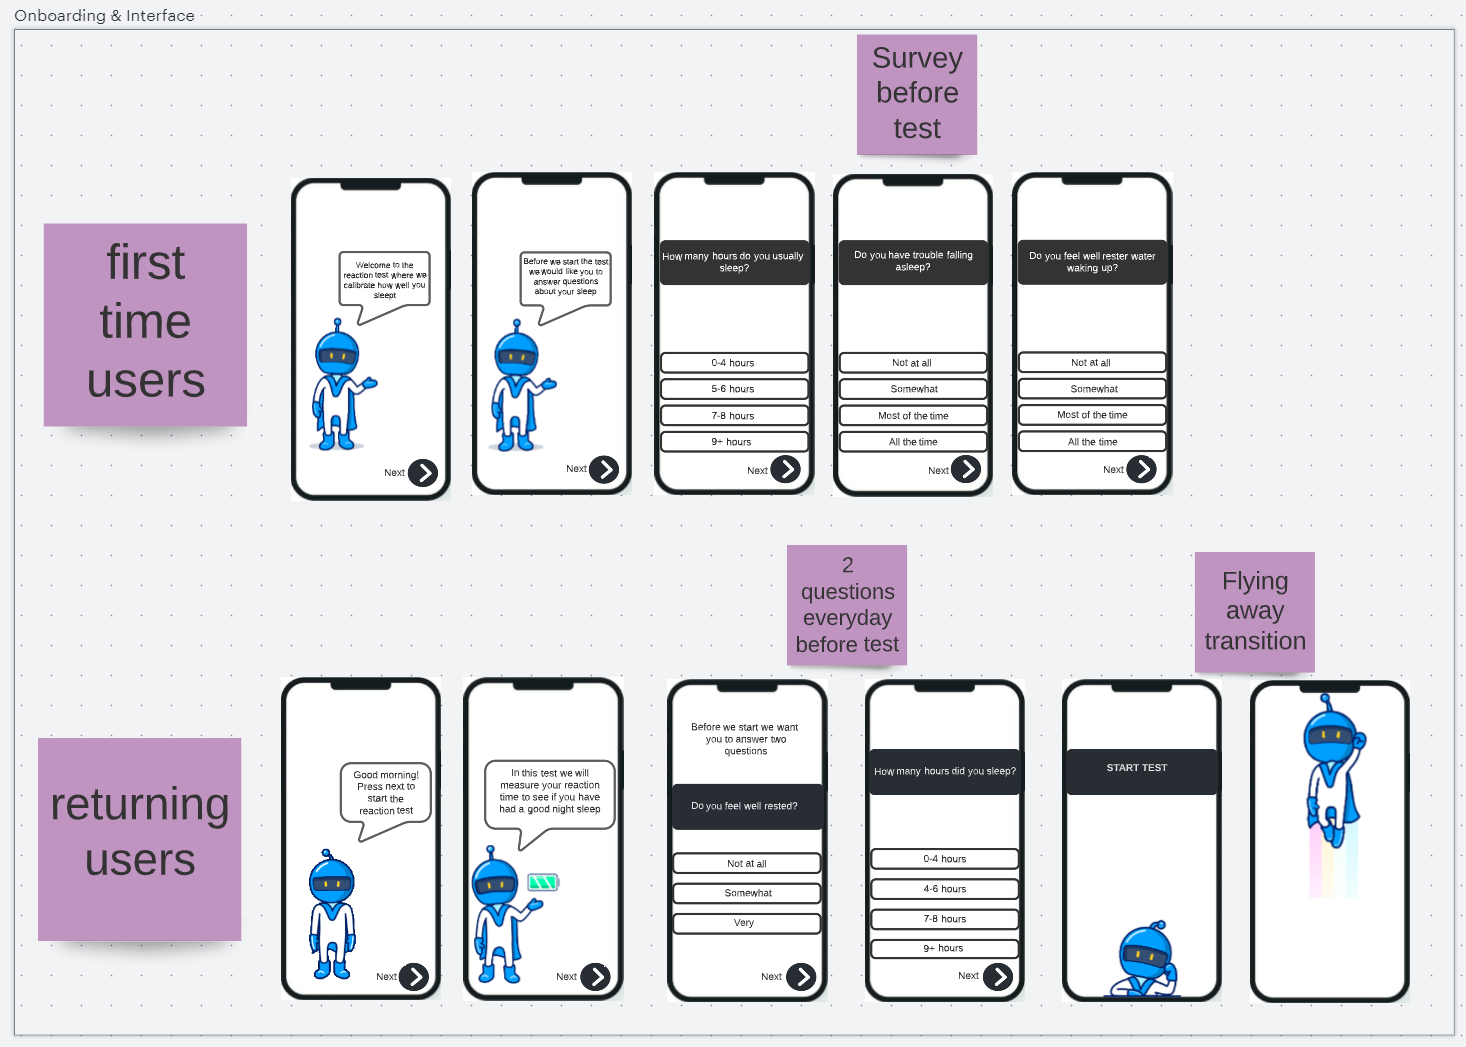 Onboarding & Interface
Survey
before
test
first
time
users
Welcome to the
reaction test where we
calibrate how well you
sleept
Next
Before we start the test
we would like you to
answer questions
about your sleep
Next
How many hours do you usually
sleep?
0-4 hours
5-6 hours
7-8 hours
9+ hours
Next
Do you have trouble falling
asleep?
Not at all
Somewhat
Most of the time
All the time
Next
Do you feel well rester water
waking up?
Not at all
Somewhat
Most of the time
All the time
Next
2
questions
everyday
before test
Flying
away
transition
returning
users
Good morning!
Press next to
start the
reaction test
Next
In this test we will
measure your reaction
time to see if you have
had a good night sleep
Next
Before we start we want
you to answer two
questions
Do you feel well rested?
Not at all
Somewhat
Very
Next
How many hours did you sleep?
0-4 hours
4-6 hours
7-8 hours
9+ hours
Next
START TEST